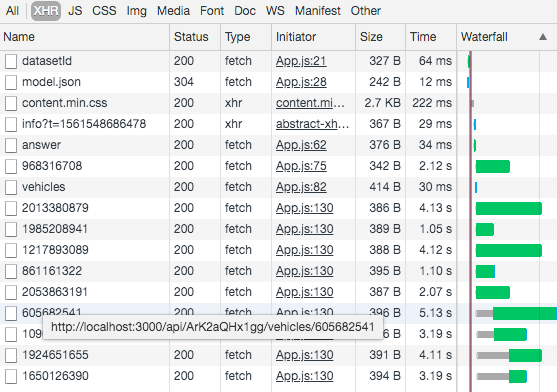 All XHR JS CSS Img Media Font Doc WS Manifest Other
Name Status Type Initiator Size Time Waterfall
datasetId 200 fetch App.js:21 327 B 64 ms
model.json 304 fetch App.js:28 242 B 12 ms
content.min.css 200 xhr content.mi... 2.7 KB 222 ms
info?t=1561548686478 200 xhr abstract-xh... 367 B 29 ms
answer 200 fetch App.js:62 376 B 34 ms
968316708 200 fetch App.js:75 342 B 2.12 s
vehicles 200 fetch App.js:82 414 B 30 ms
2013380879 200 fetch App.js:130 386 B 4.13 s
1985208941 200 fetch App.js:130 389 B 1.05 s
1217893089 200 fetch App.js:130 388 B 4.12 s
861161322 200 fetch App.js:130 395 B 1.10 s
2053863191 200 fetch App.js:130 387 B 2.07 s
605682541 200 fetch App.js:130 396 B 5.13 s
http://localhost:3000/api/ArK2aQHx1gg/vehicles/605682541
B 3.19 s
1924651655 200 fetch App.js:130 391 B 4.11 s
1650126390 200 fetch App.js:130 394 B 3.19 s